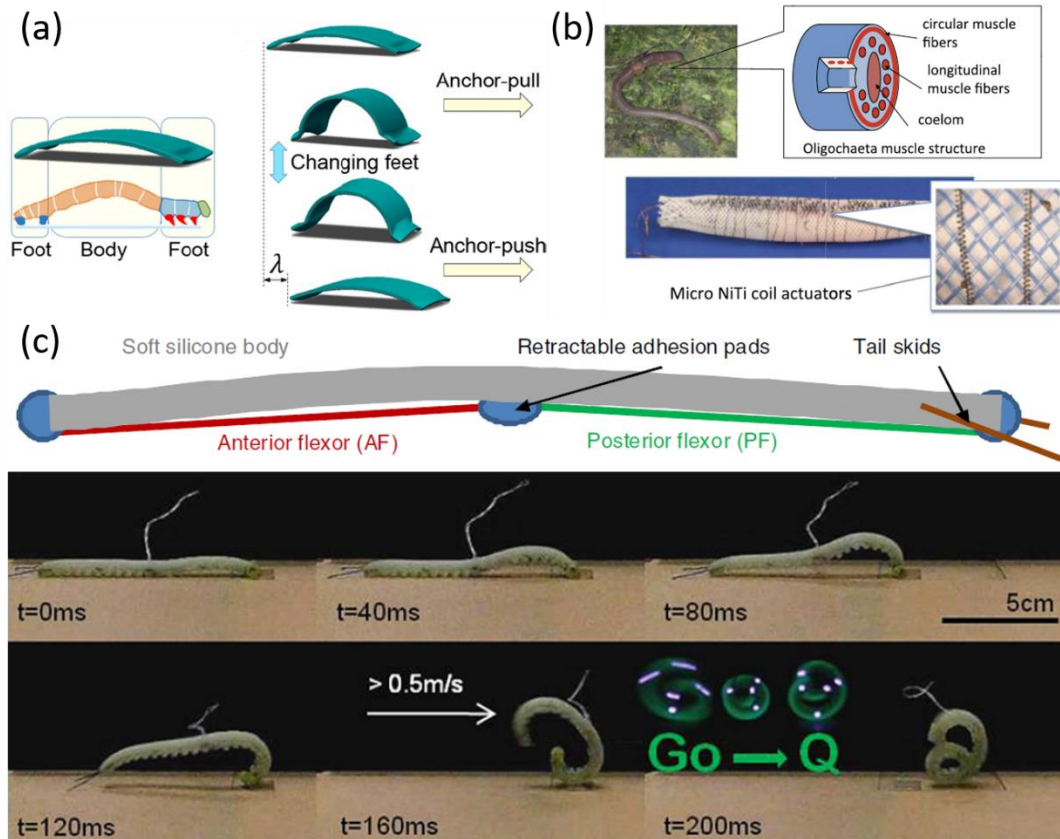 (a)
Foot
Body
Foot
Changing feet
λ
Anchor-pull
Anchor-push
(b)
circular muscle
fibers
longitudinal
muscle fibers
coelom
Oligochaeta muscle structure
Micro NiTi coil actuators
(c)
Soft silicone body
Retractable adhesion pads
Tail skids
Anterior flexor (AF)
Posterior flexor (PF)
t=0ms
t=40ms
t=80ms
5cm
> 0.5m/s
Go
Q
t=120ms
t=160ms
t=200ms